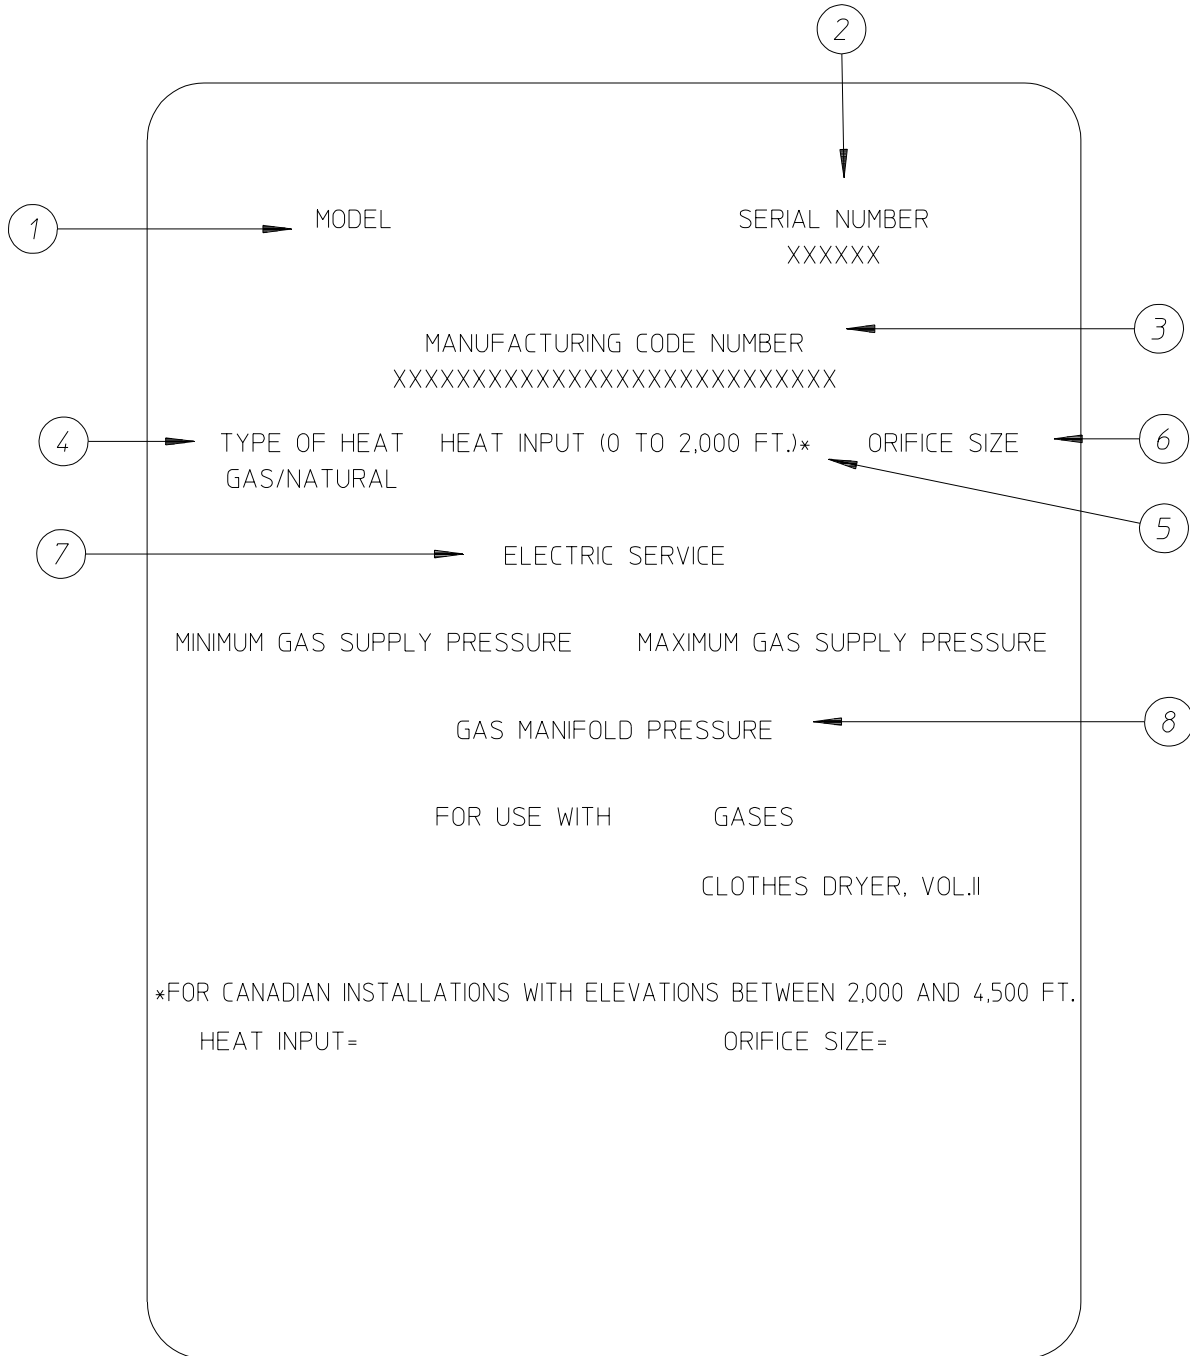 2
1
MODEL
SERIAL NUMBER
XXXXXX
3
MANUFACTURING CODE NUMBER
XXXXXXXXXXXXXXXXXXXXXXXXXXXX
4
TYPE OF HEAT HEAT INPUT (0 TO 2,000 FT.)* ORIFICE SIZE
6
GAS/NATURAL
5
7
ELECTRIC SERVICE
MINIMUM GAS SUPPLY PRESSURE MAXIMUM GAS SUPPLY PRESSURE
GAS MANIFOLD PRESSURE
8
FOR USE WITH GASES
CLOTHES DRYER, VOL.II
*FOR CANADIAN INSTALLATIONS WITH ELEVATIONS BETWEEN 2,000 AND 4,500 FT.
HEAT INPUT= ORIFICE SIZE=